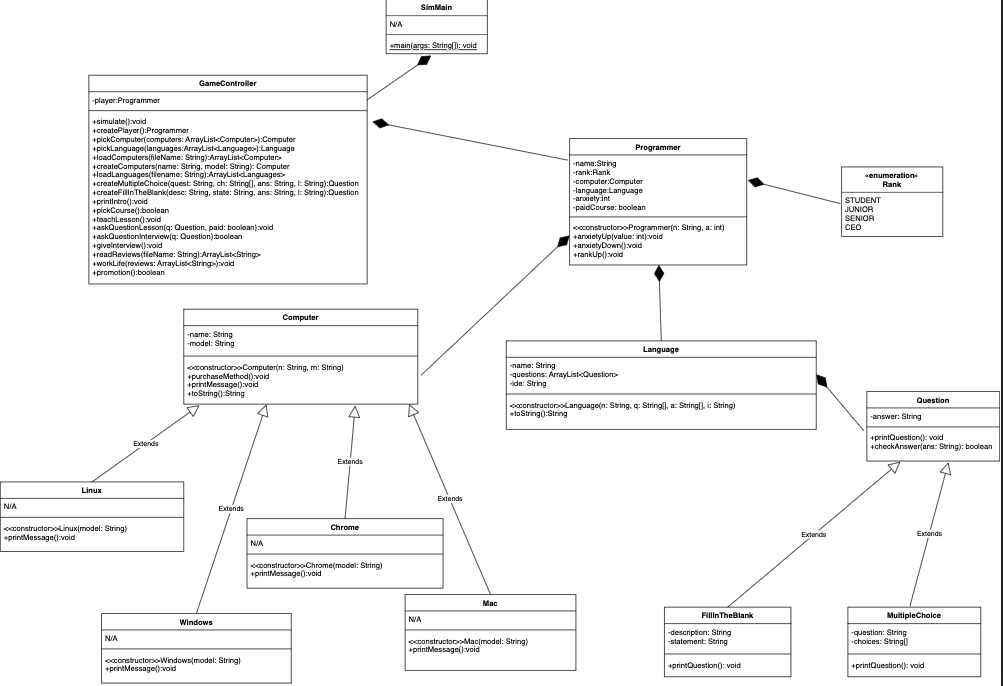 SimMain
N/A
+main(args: String[]): void
GameController
-player:Programmer
+simulate():void
+createPlayer():Programmer
+pickComputer(computers: ArrayList<Computer>):Computer
+pickLanguage(languages:ArrayList<Language>):Language
+loadComputers(fileName: String):ArrayList<Computer>
+createComputers(name: String, model: String): Computer
+loadLanguages(filename: String):ArrayList<Languages>
+createMultipleChoice(quest: String, ch: String[], ans: String, l: String):Question
+createFillInTheBlank(desc: String, state: String, ans: String, l: String):Question
+printIntro():void
+pickCourse():boolean
+teachLesson():void
+askQuestionLesson(q: Question, paid: boolean):void
+askQuestionInterview(q: Question):boolean
+giveInterview():void
+readReviews(fileName: String):ArrayList<String>
+workLife(reviews: ArrayList<String>):void
+promotion():boolean
Programmer
-name:String
-rank:Rank
-computer:Computer
-language:Language
-anxiety:int
-paidCourse: boolean
<<constructor>>Programmer(n: String, a: int)
+anxietyUp(value: int):void
+anxietyDown():void
+rankUp():void
«enumeration»
Rank
STUDENT
JUNIOR
SENIOR
CEO
Computer
-name: String
-model: String
<<constructor>>Computer(n: String, m: String)
+purchaseMethod():void
+printMessage():void
+toString():String
Language
-name: String
-questions: ArrayList<Question>
-ide: String
<<constructor>>Language(n: String, q: String[], a: String[], i: String)
+toString():String
Question
-answer: String
+printQuestion(): void
+checkAnswer(ans: String): boolean
Extends
Extends
Extends
Extends
Extends
Extends
Linux
N/A
<<constructor>>Linux(model: String)
+printMessage():void
Chrome
N/A
<<constructor>>Chrome(model: String)
+printMessage():void
Mac
N/A
<<constructor>>Mac(model: String)
+printMessage():void
Windows
N/A
<<constructor>>Windows(model: String)
+printMessage():void
FillInTheBlank
-description: String
-statement: String
+printQuestion(): void
MultipleChoice
-question: String
-choices: String[]
+printQuestion(): void